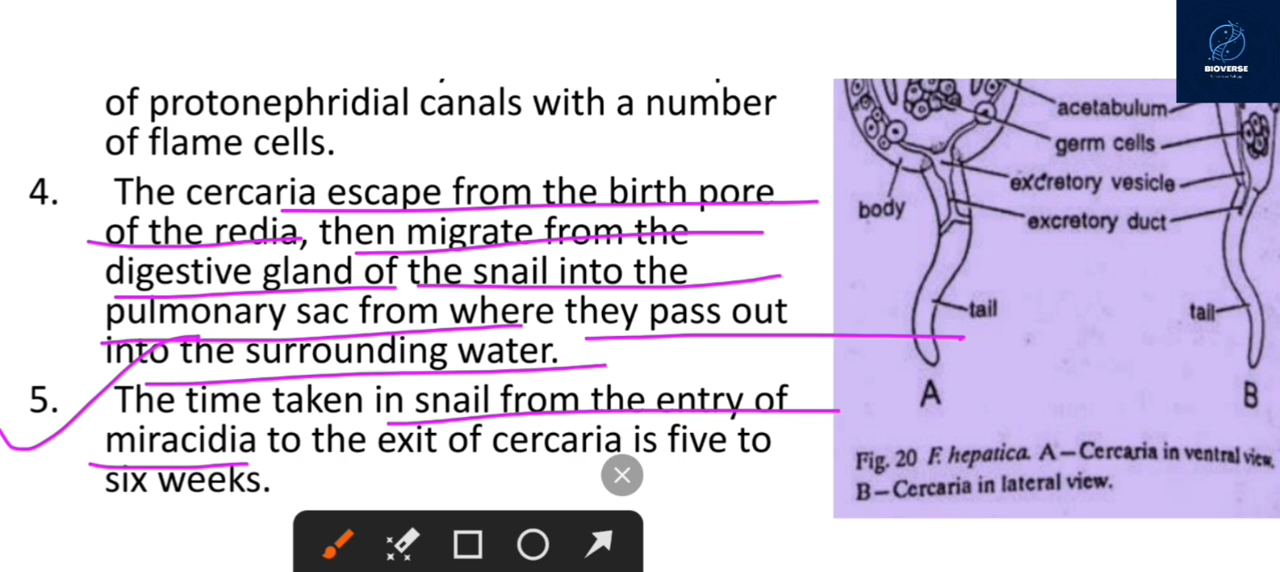 BIOVERSE
of protonephridial canals with a number
of flame cells.
4. The cercaria escape from the birth pore
of the redia, then migrate from the
digestive gland of the snail into the
pulmonary sac from where they pass out
into the surrounding water.
5. The time taken in snail from the entry of
miracidia to the exit of cercaria is five to
six weeks.
acetabulum
germ cells
excretory vesicle
body
excretory duct
tail
tail
A
B
Fig. 20 F. hepatica. A–Cercaria in ventral view,
B–Cercaria in lateral view.